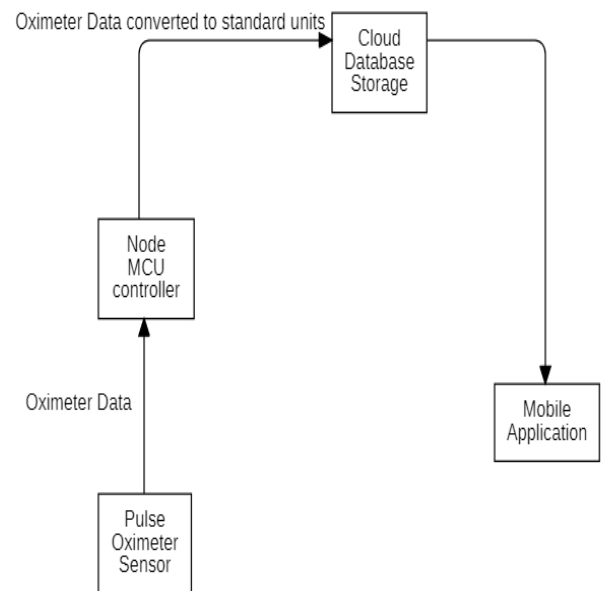 Oximeter Data converted to standard units
Cloud
Database
Storage
Node
MCU
controller
Oximeter Data
Mobile
Application
Pulse
Oximeter
Sensor